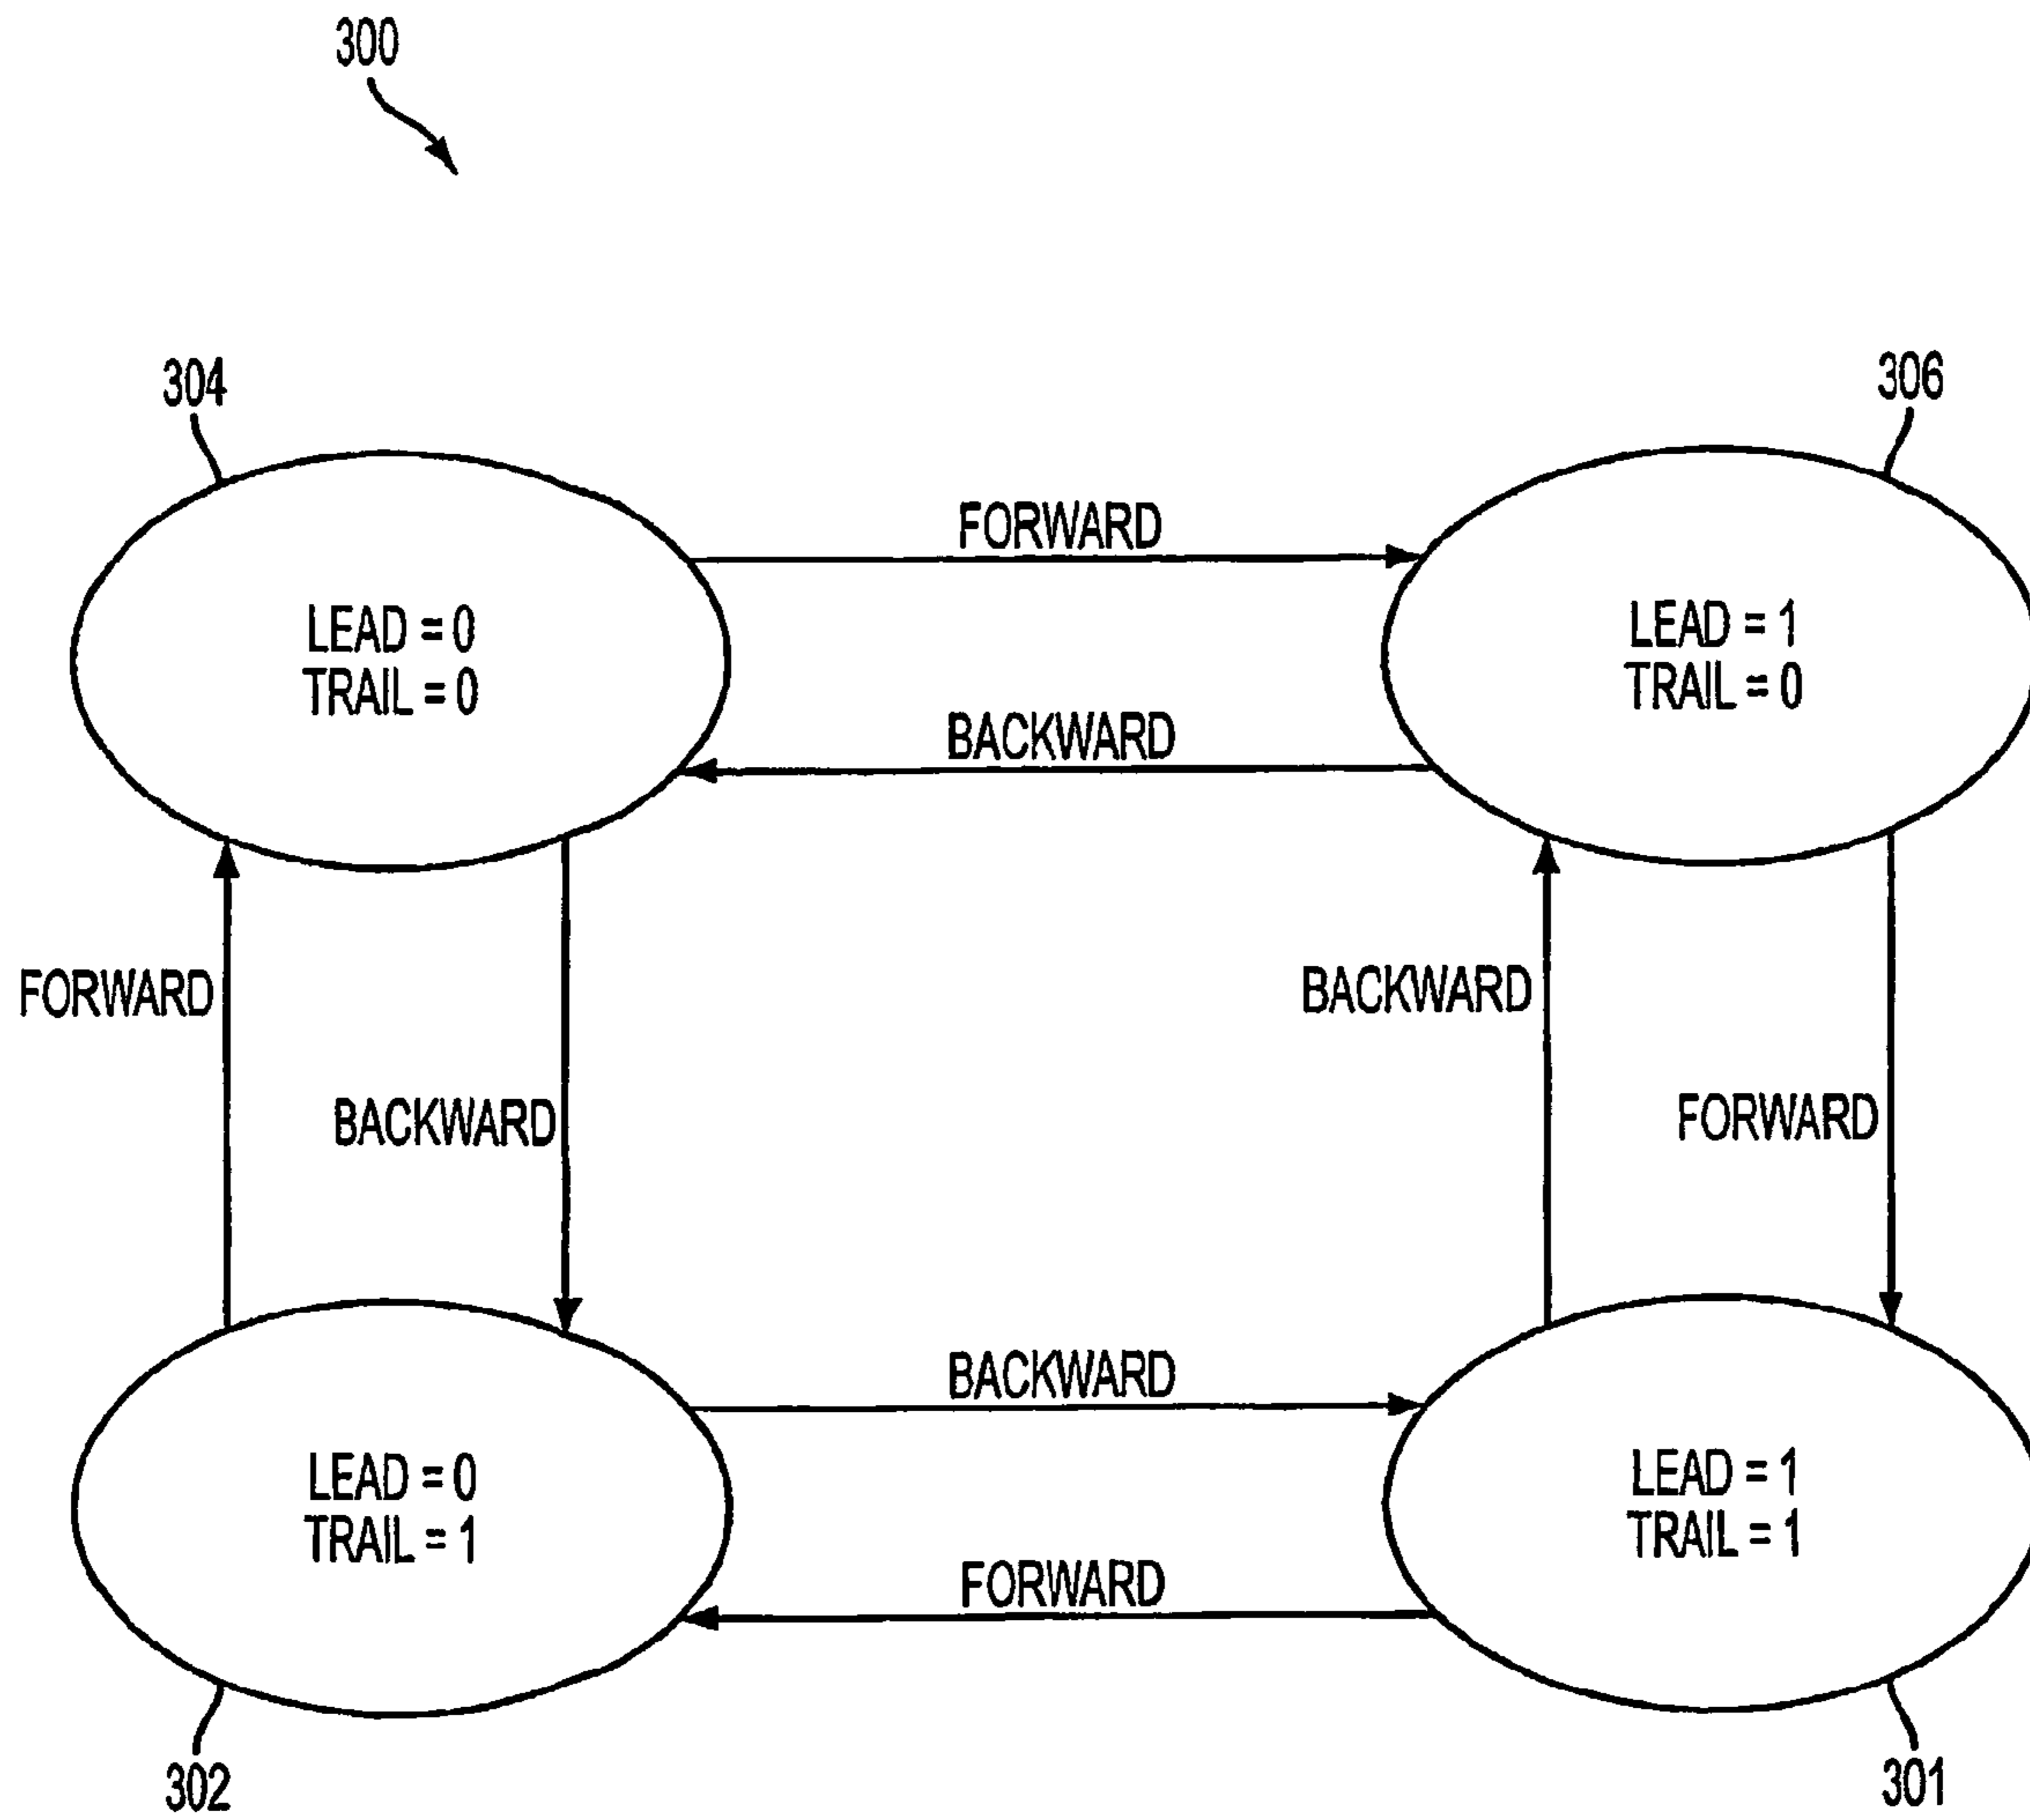 300
304
306
FORWARD
LEAD = 0
TRAIL = 0
LEAD = 1
TRAIL = 0
BACKWARD
FORWARD
BACKWARD
BACKWARD
FORWARD
BACKWARD
LEAD = 0
TRAIL = 1
LEAD = 1
TRAIL = 1
FORWARD
302
301